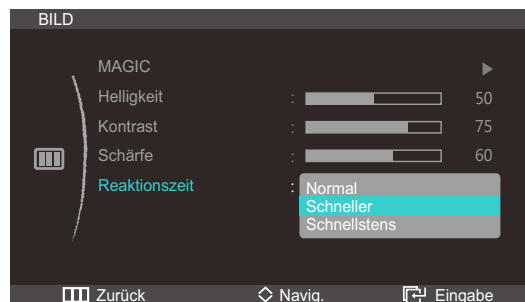 BILD
MAGIC
Helligkeit : 50
Kontrast : 75
Schärfe : 60
Reaktionszeit : Normal
Schneller
Schnellstens
Zurück Navig. Eingabe